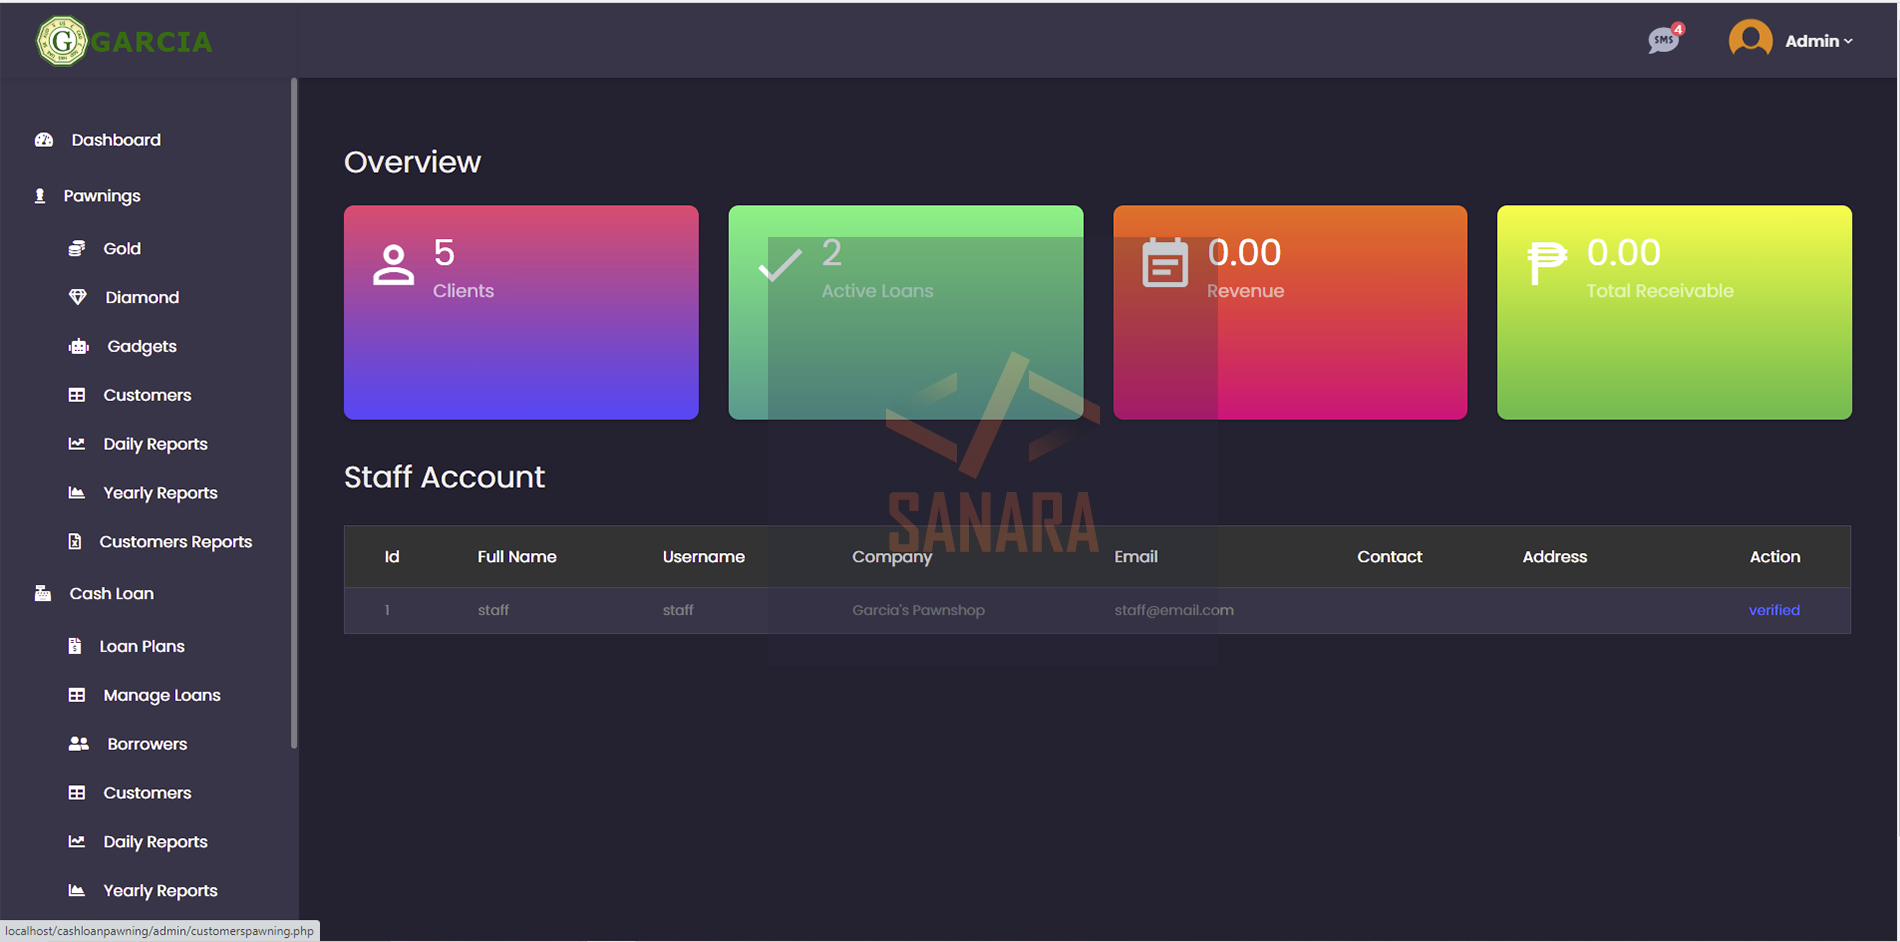 G GARCIA
SMS 4
Admin
Dashboard
Pawnings
Gold
Diamond
Gadgets
Customers
Daily Reports
Yearly Reports
Customers Reports
Cash Loan
Loan Plans
Manage Loans
Borrowers
Customers
Daily Reports
Yearly Reports
Overview
5
Clients
2
Active Loans
0.00
Revenue
0.00
Total Receivable
SANARA
Staff Account
Id Full Name Username Company Email Contact Address Action
1 staff staff Garcia's Pawnshop staff@email.com verified
localhost/cashloanpawning/admin/customerspawning.php